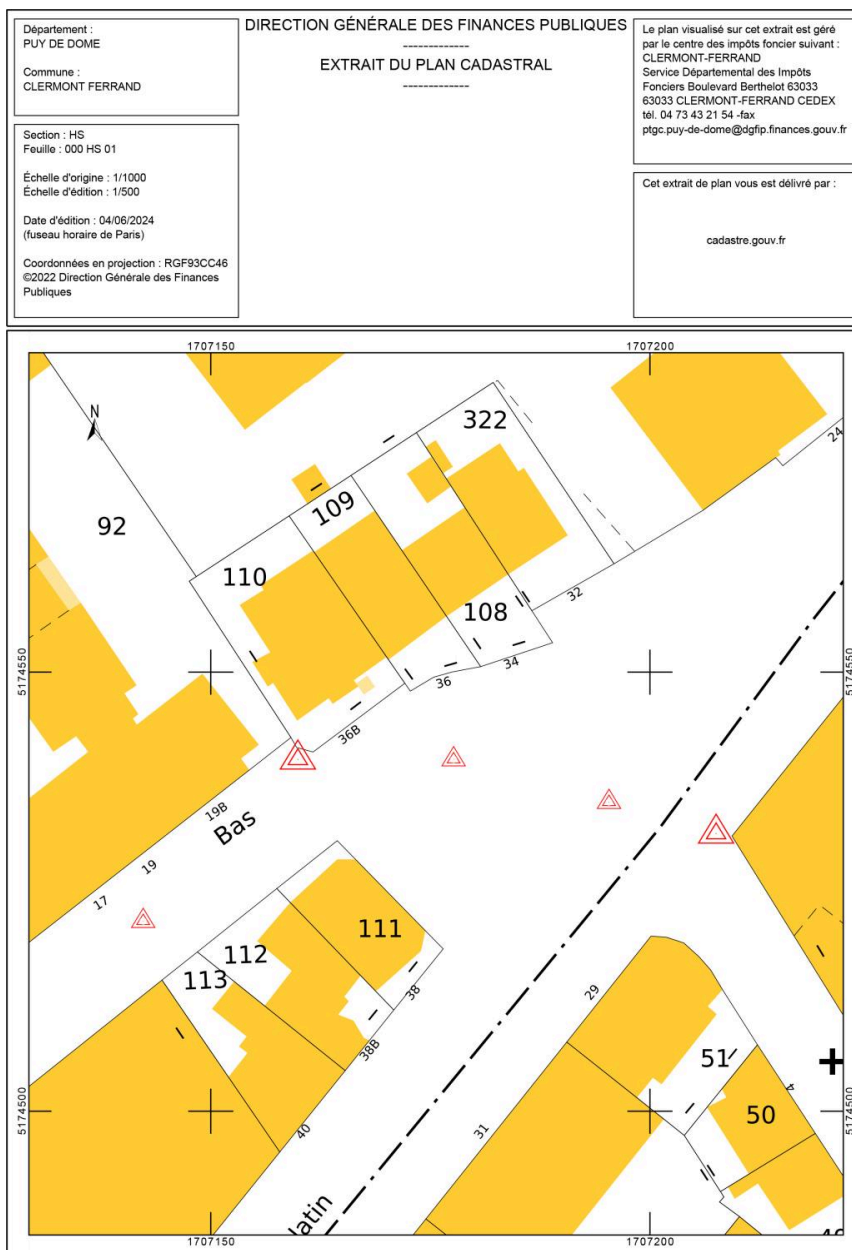 Département :
PUY DE DOME
Commune :
CLERMONT FERRAND
Section : HS
Feuille : 000 HS 01
Échelle d'origine : 1/1000
Échelle d'édition : 1/500
Date d'édition : 04/06/2024
(fuseau horaire de Paris)
Coordonnées en projection : RGF93CC46
©2022 Direction Générale des Finances
Publiques
DIRECTION GÉNÉRALE DES FINANCES PUBLIQUES
-------------
EXTRAIT DU PLAN CADASTRAL
-------------
Le plan visualisé sur cet extrait est géré
par le centre des impôts foncier suivant :
CLERMONT-FERRAND
Service Départemental des Impôts
Fonciers Boulevard Berthelot 63033
63033 CLERMONT-FERRAND CEDEX
tél. 04 73 43 21 54 -fax
ptgc.puy-de-dome@dgfip.finances.gouv.fr
Cet extrait de plan vous est délivré par :
cadastre.gouv.fr
1707150
1707200
N
322
24
109
92
110
108
32
5174550
5174550
34
36
36B
19B
Bas
19
17
111
112
113
38
29
38B
51
4
50
5174500
5174500
40
31
latin
1707150
1707200